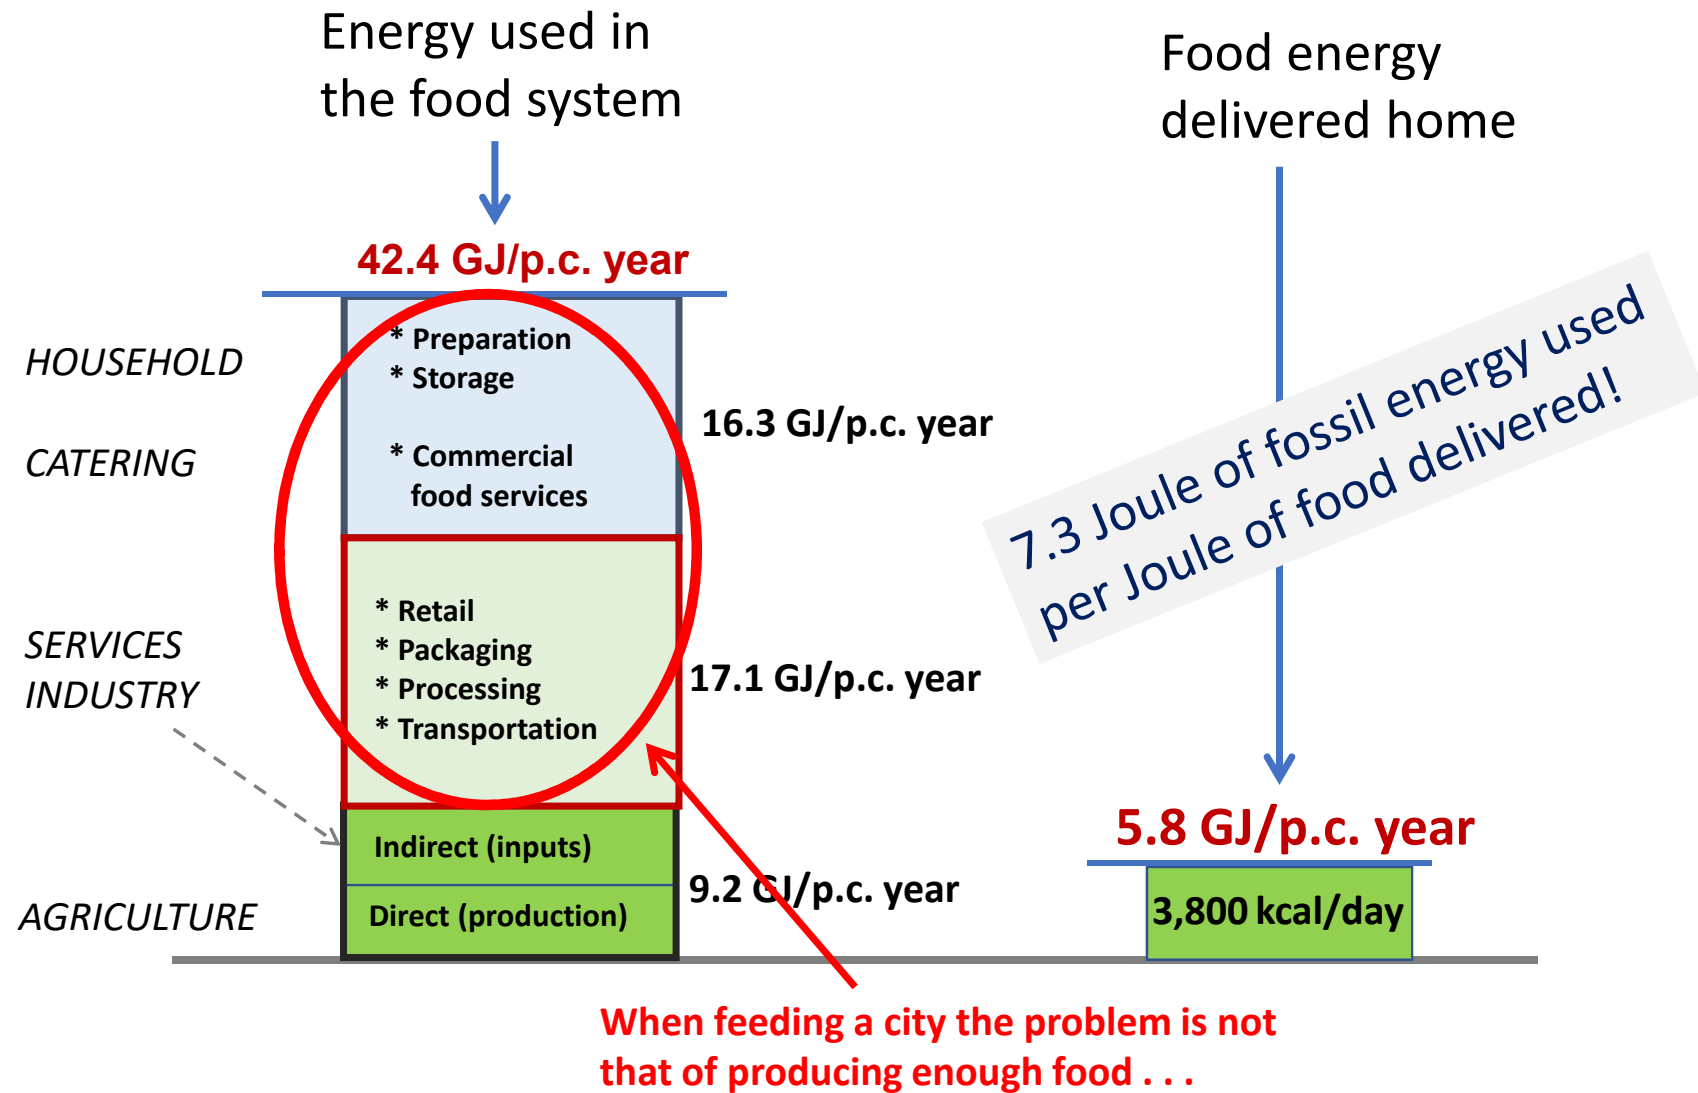 Energy used in
the food system
Food energy
delivered home
42.4 GJ/p.c. year
HOUSEHOLD
* Preparation
* Storage
16.3 GJ/p.c. year
CATERING
* Commercial
food services
7.3 Joule of fossil energy used
per Joule of food delivered!
SERVICES
INDUSTRY
* Retail
* Packaging
* Processing
* Transportation
17.1 GJ/p.c. year
Indirect (inputs)
9.2 GJ/p.c. year
AGRICULTURE
Direct (production)
5.8 GJ/p.c. year
3,800 kcal/day
When feeding a city the problem is not
that of producing enough food . . .